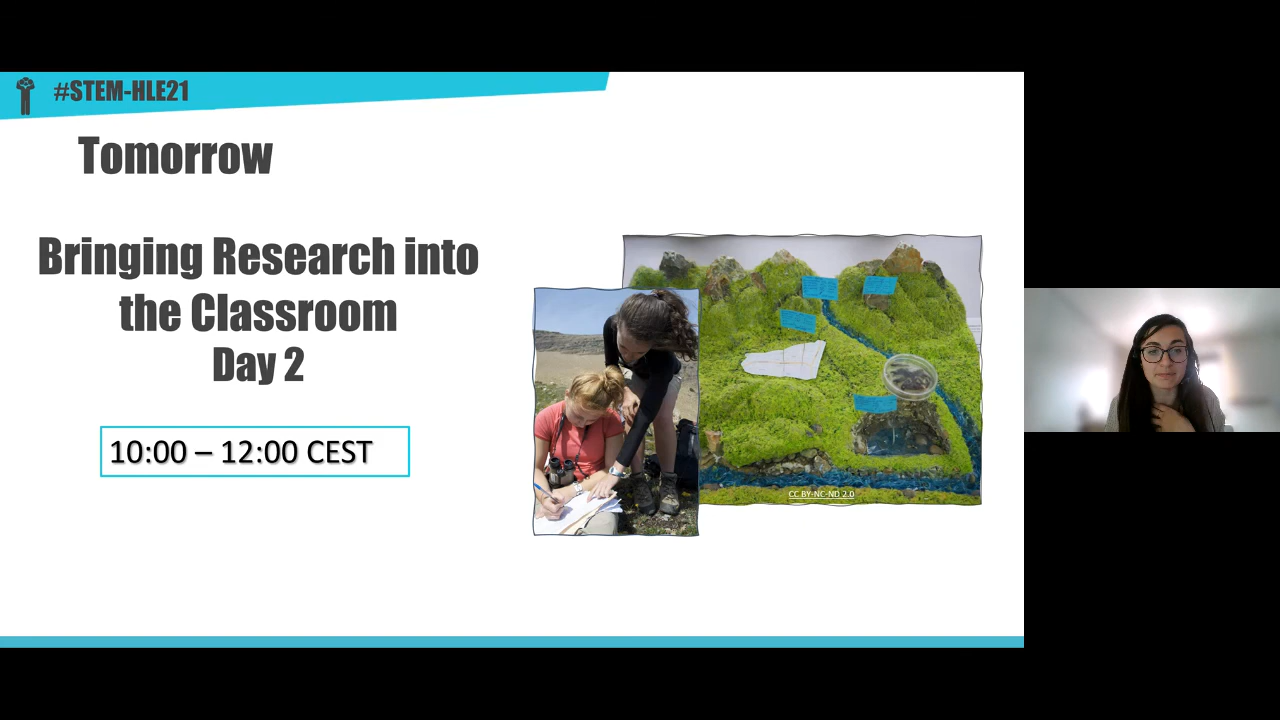 #STEM-HLE21
Tomorrow
Bringing Research into
the Classroom
Day 2
10:00 – 12:00 CEST
CC BY-NC-ND 2.0